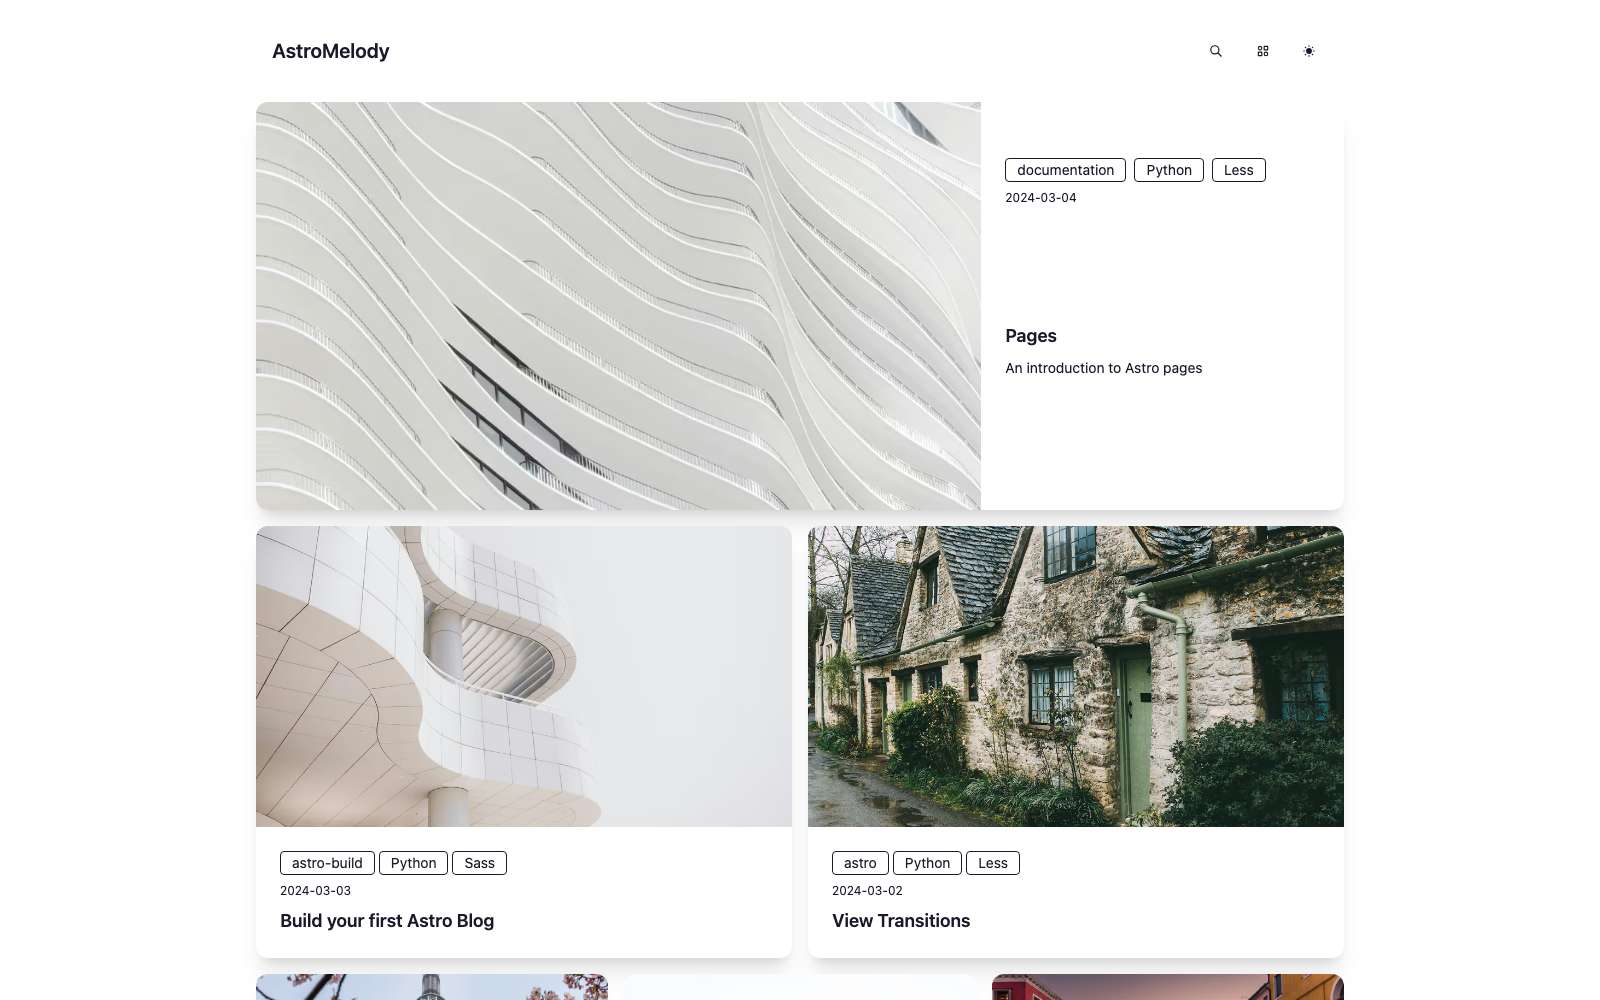 AstroMelody
documentation Python Less
2024-03-04
Pages
An introduction to Astro pages
astro-build Python Sass
2024-03-03
Build your first Astro Blog
astro Python Less
2024-03-02
View Transitions